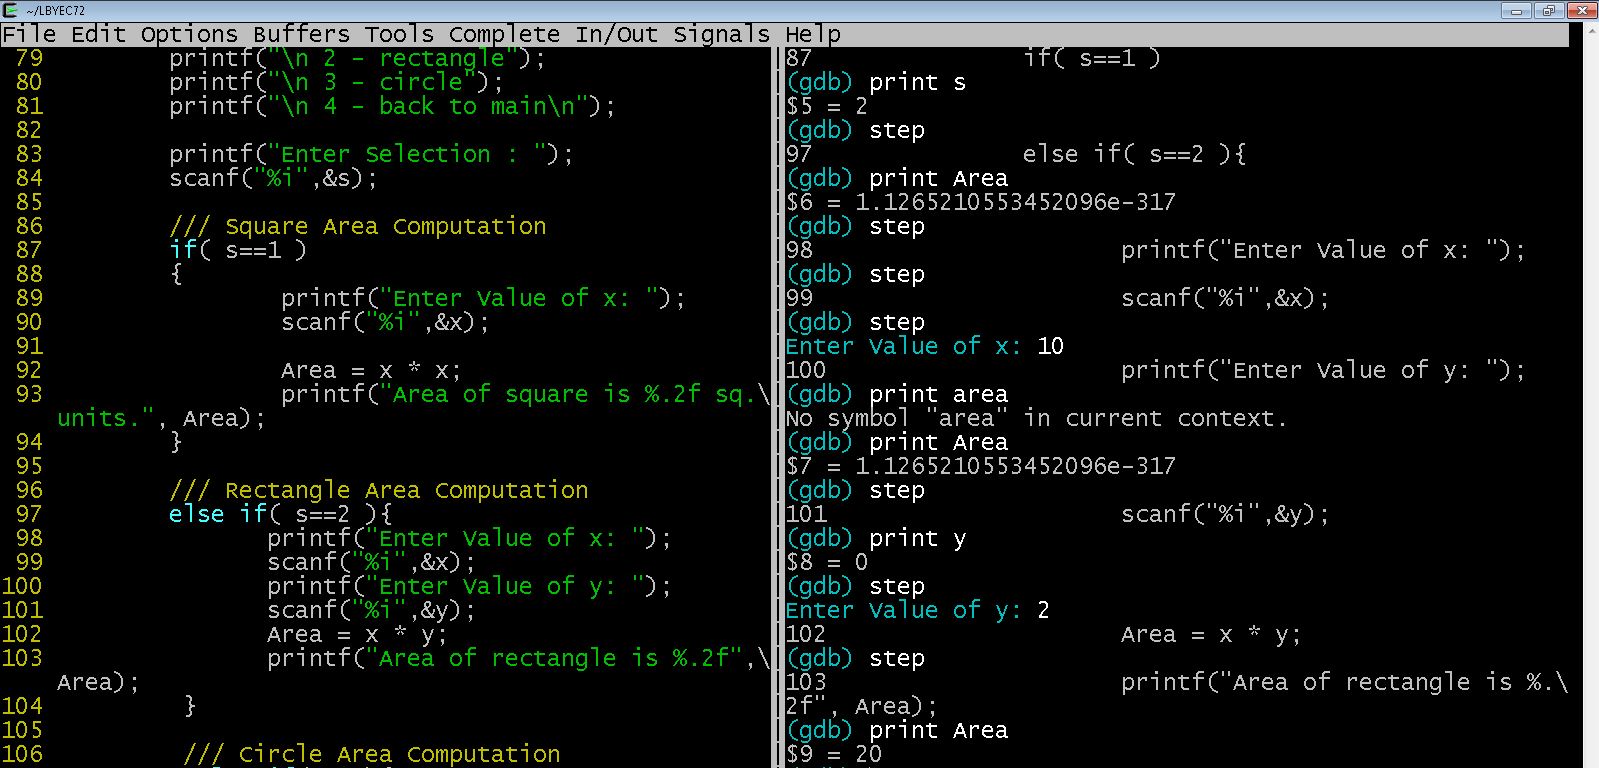 ~/LBYEC72
File Edit Options Buffers Tools Complete In/Out Signals Help
79 printf("\n 2 - rectangle");
80 printf("\n 3 - circle");
81 printf("\n 4 - back to main\n");
82
83 printf("Enter Selection : ");
84 scanf("%i",&s);
85
86 /// Square Area Computation
87 if( s==1 )
88 {
89 printf("Enter Value of x: ");
90 scanf("%i",&x);
91
92 Area = x * x;
93 printf("Area of square is %.2f sq.\
units.", Area);
94 }
95
96 /// Rectangle Area Computation
97 else if( s==2 ){
98 printf("Enter Value of x: ");
99 scanf("%i",&x);
100 printf("Enter Value of y: ");
101 scanf("%i",&y);
102 Area = x * y;
103 printf("Area of rectangle is %.2f",\
Area);
104 }
105
106 /// Circle Area Computation
87 if( s==1 )
(gdb) print s
$5 = 2
(gdb) step
97 else if( s==2 ){
(gdb) print Area
$6 = 1.1265210553452096e-317
(gdb) step
98 printf("Enter Value of x: ");
(gdb) step
99 scanf("%i",&x);
(gdb) step
Enter Value of x: 10
100 printf("Enter Value of y: ");
(gdb) print area
No symbol "area" in current context.
(gdb) print Area
$7 = 1.1265210553452096e-317
(gdb) step
101 scanf("%i",&y);
(gdb) print y
$8 = 0
(gdb) step
Enter Value of y: 2
102 Area = x * y;
(gdb) step
103 printf("Area of rectangle is %.\
2f", Area);
(gdb) print Area
$9 = 20